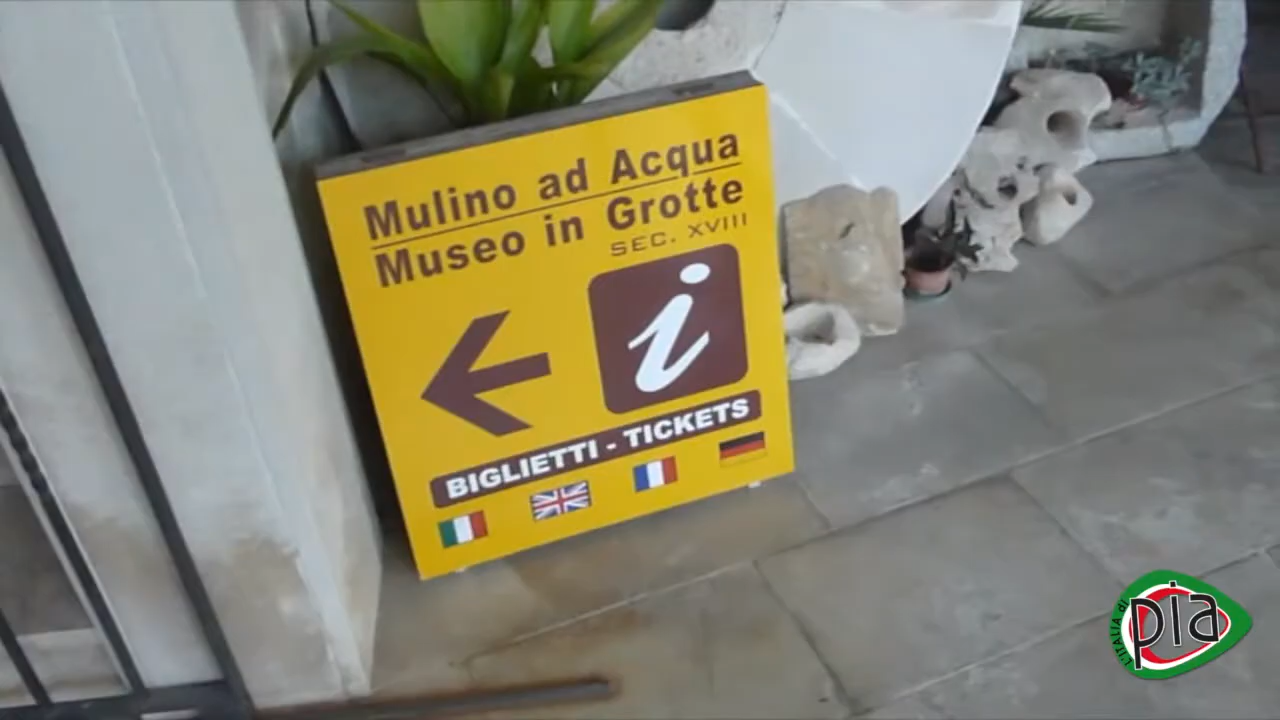 Mulino ad Acqua
Museo in Grotte
SEC. XVIII
i
BIGLIETTI - TICKETS
L'ITALIA di
pia